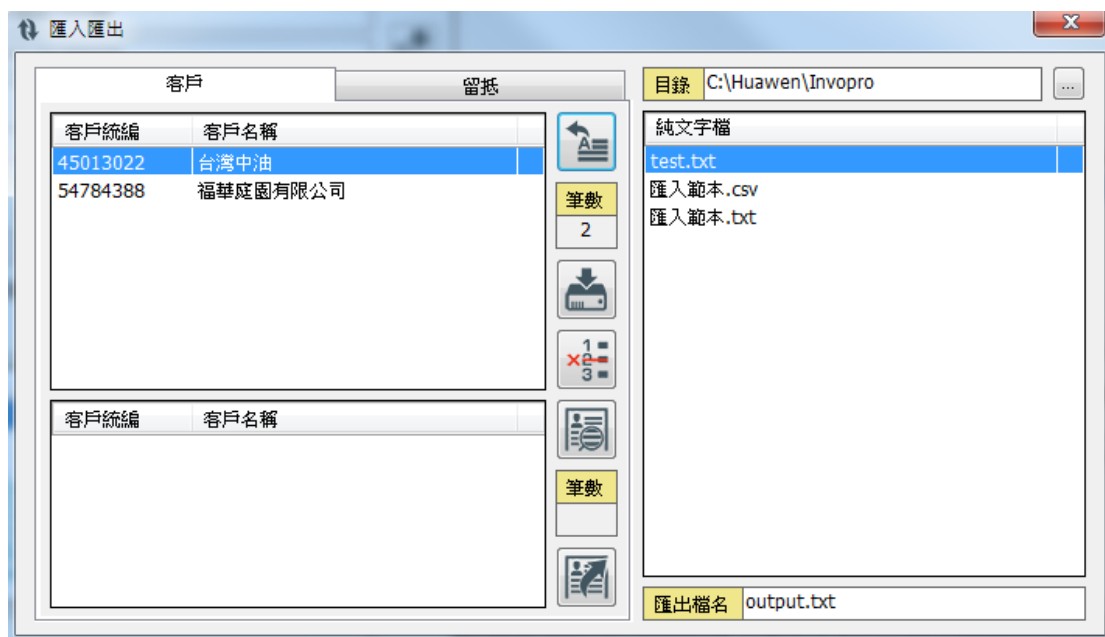 匯入匯出
客戶
留抵
客戶統編 客戶名稱
45013022 台灣中油
54784388 福華庭園有限公司
A
筆數
2
1
2
3
客戶統編 客戶名稱
筆數
目錄 C:\Huawen\Invopro ...
純文字檔
test.txt
匯入範本.csv
匯入範本.txt
匯出檔名 output.txt